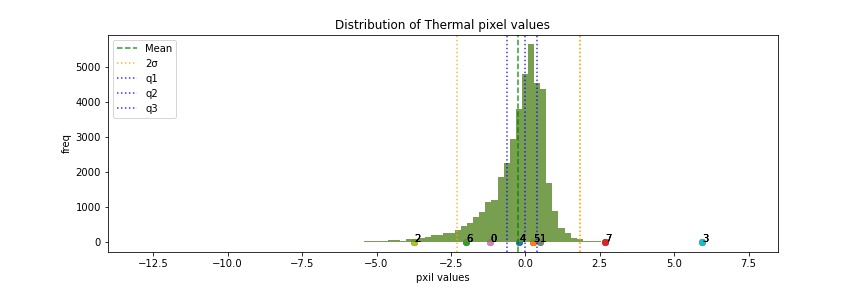 Distribution of Thermal pixel values
Mean
2σ
q1
q2
q3
freq
5000
4000
3000
2000
1000
0
2 6 0 4 5 1 7 3
−12.5 −10.0 −7.5 −5.0 −2.5 0.0 2.5 5.0 7.5
pxil values